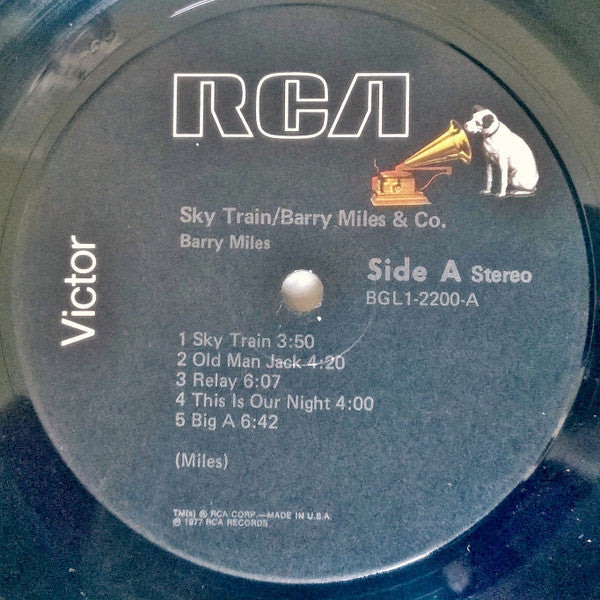 RCA
Sky Train/Barry Miles & Co.
Barry Miles
Side A Stereo
BGL1-2200-A
Victor
1 Sky Train 3:50
2 Old Man Jack 4:20
3 Relay 6:07
4 This Is Our Night 4:00
5 Big A 6:42
(Miles)
TM(s) ® RCA CORP.—MADE IN U.S.A.
℗ 1977 RCA RECORDS